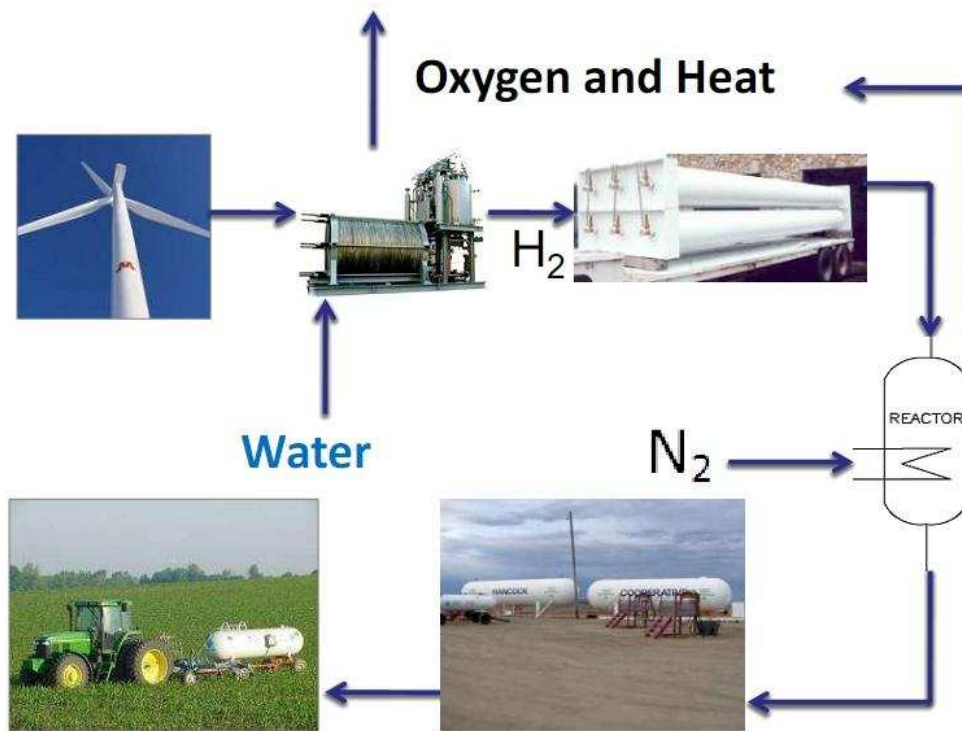 Oxygen and Heat
H₂
REACTOR
Water
N₂
HANCOCK
COOPERATIVE